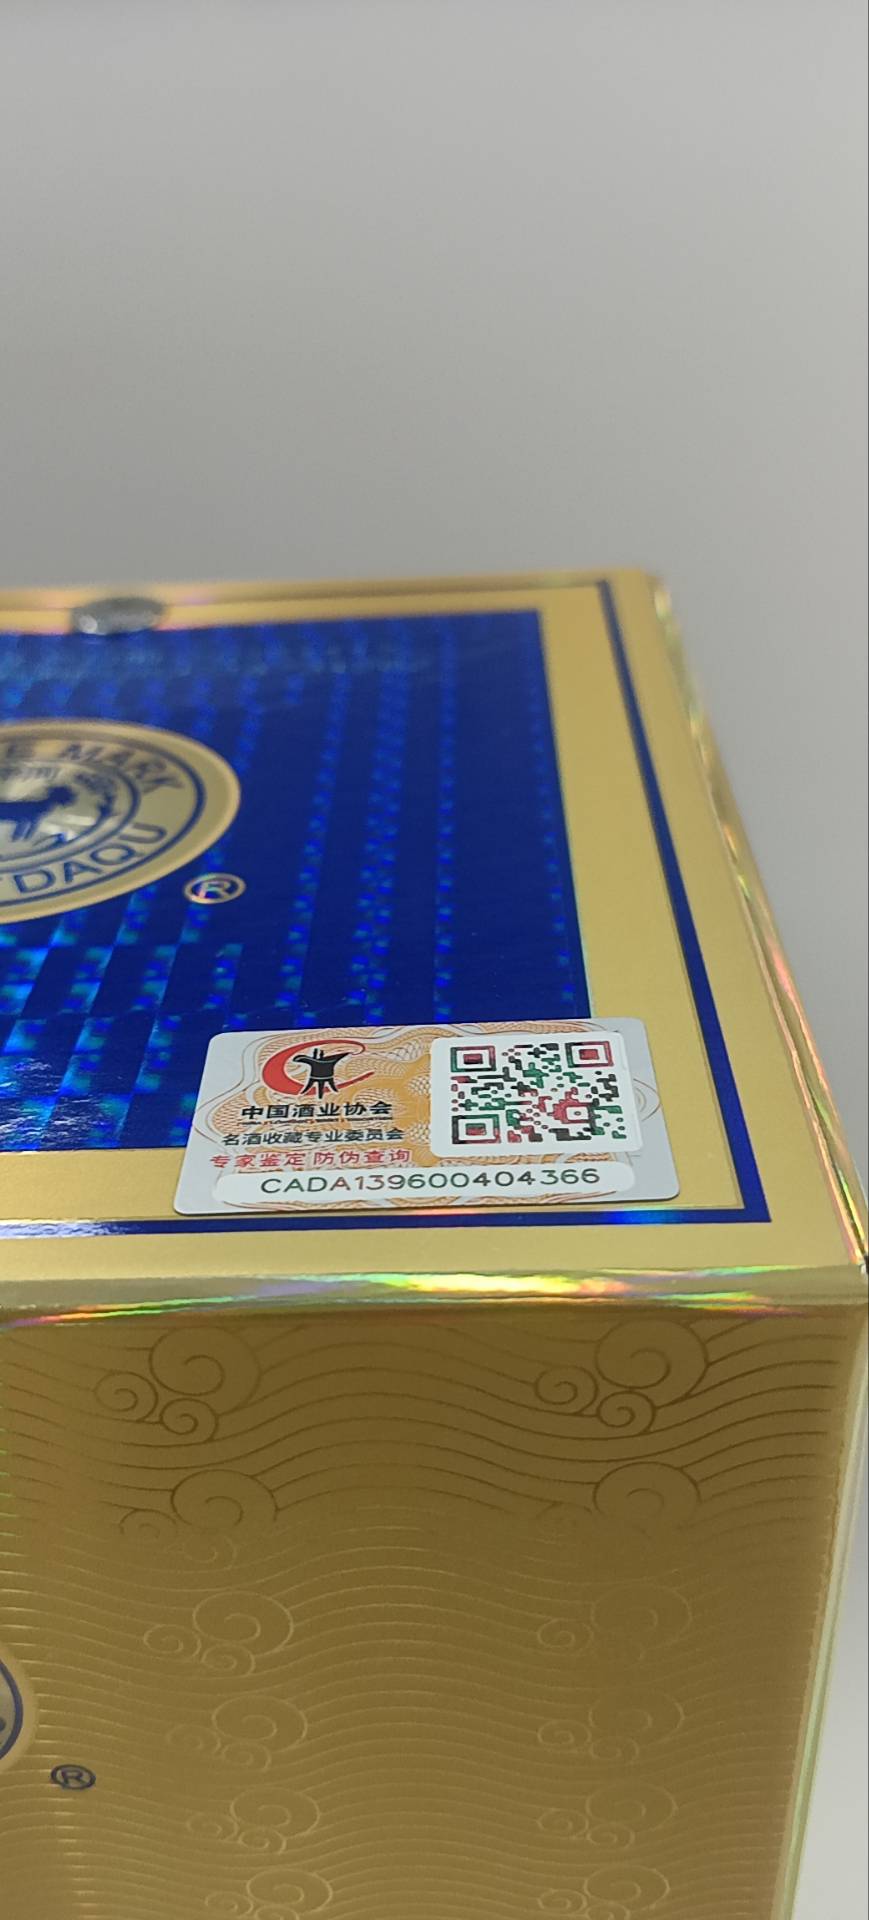 E MARK
DAQU
®
中国酒业协会
名酒收藏专业委员会
专家鉴定 防伪查询
CADA139600404366
®